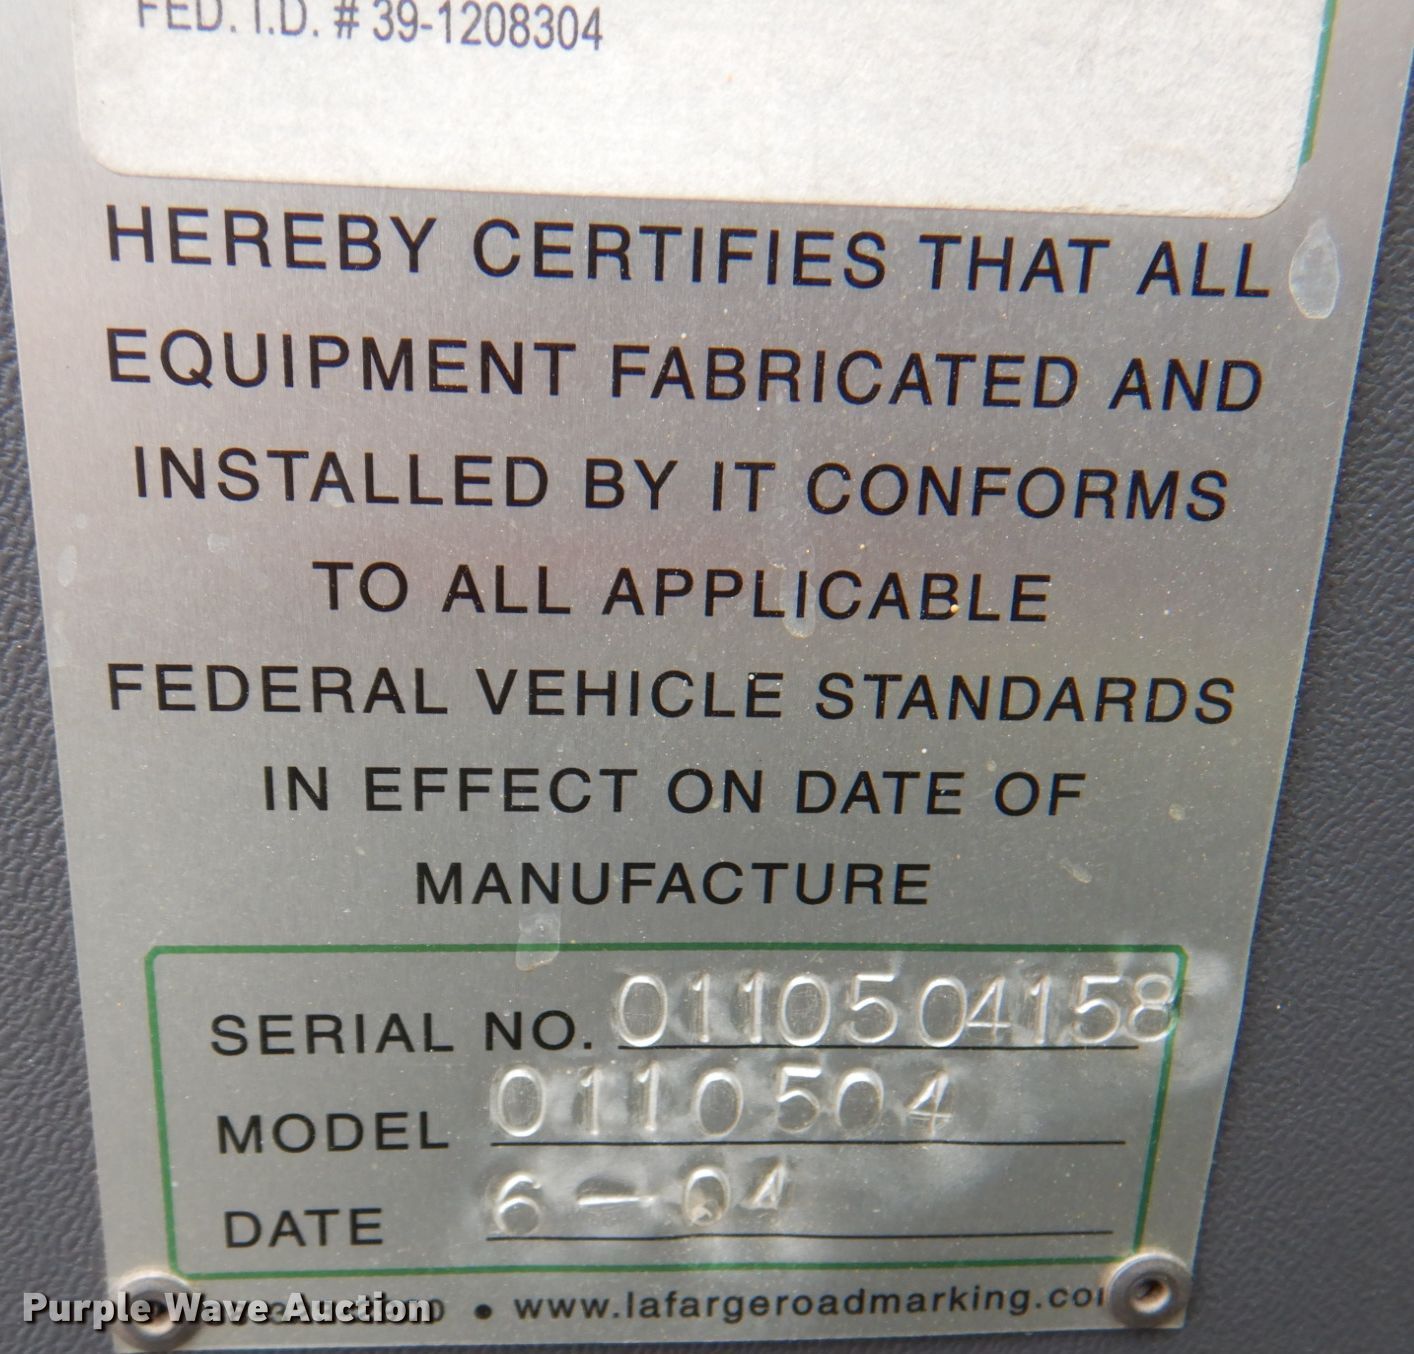 FED. I.D. # 39-1208304
HEREBY CERTIFIES THAT ALL
EQUIPMENT FABRICATED AND
INSTALLED BY IT CONFORMS
TO ALL APPLICABLE
FEDERAL VEHICLE STANDARDS
IN EFFECT ON DATE OF
MANUFACTURE
SERIAL NO. 0110504158
MODEL 0110504
DATE 6-04
• www.lafargeroadmarking.co
Purple Wave Auction